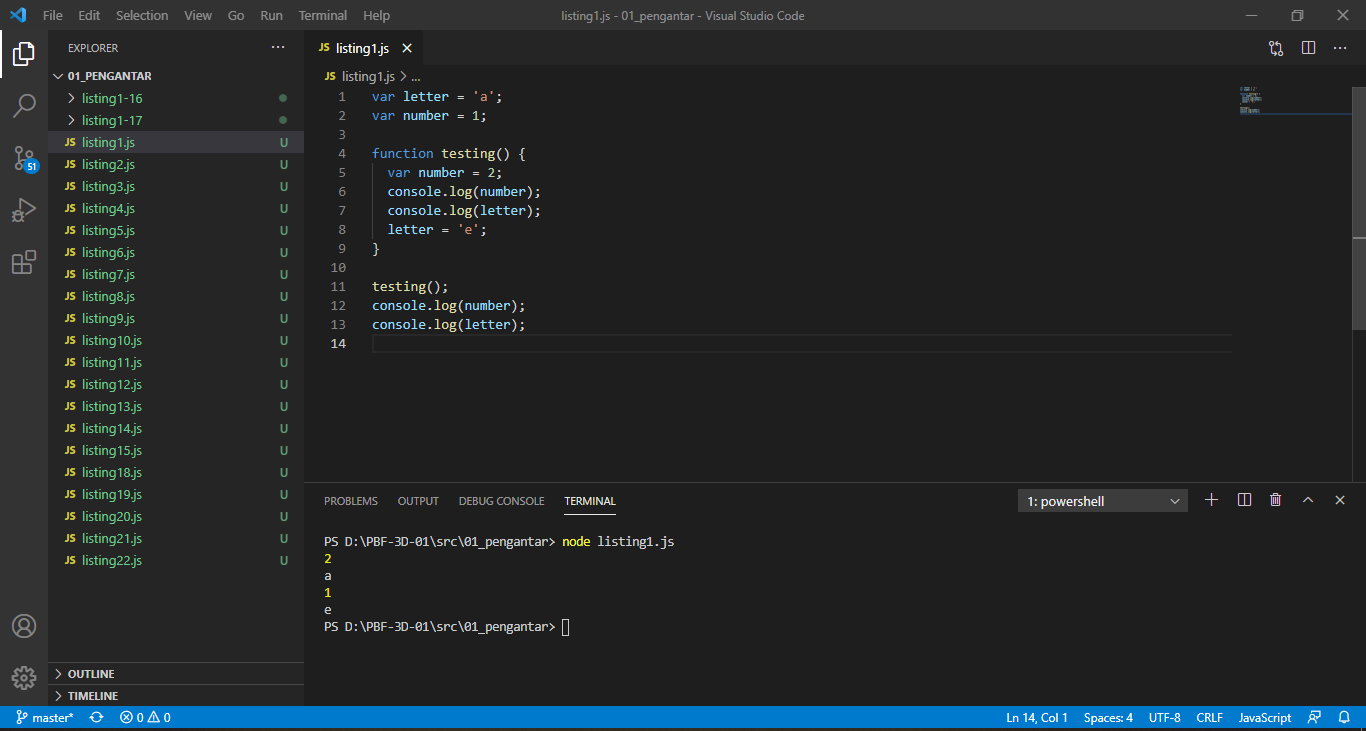 File Edit Selection View Go Run Terminal Help listing1.js - 01_pengantar - Visual Studio Code
EXPLORER
01_PENGANTAR
listing1-16
listing1-17
JS listing1.js U
JS listing2.js U
JS listing3.js U
JS listing4.js U
JS listing5.js U
JS listing6.js U
JS listing7.js U
JS listing8.js U
JS listing9.js U
JS listing10.js U
JS listing11.js U
JS listing12.js U
JS listing13.js U
JS listing14.js U
JS listing15.js U
JS listing18.js U
JS listing19.js U
JS listing20.js U
JS listing21.js U
JS listing22.js U
OUTLINE
TIMELINE
51
JS listing1.js
JS listing1.js > ...
1 var letter = 'a';
2 var number = 1;
3
4 function testing() {
5   var number = 2;
6   console.log(number);
7   console.log(letter);
8   letter = 'e';
9 }
10
11 testing();
12 console.log(number);
13 console.log(letter);
14
PROBLEMS OUTPUT DEBUG CONSOLE TERMINAL 1: powershell
PS D:\PBF-3D-01\src\01_pengantar> node listing1.js
2
a
1
e
PS D:\PBF-3D-01\src\01_pengantar>
master* 0 0 Ln 14, Col 1 Spaces: 4 UTF-8 CRLF JavaScript